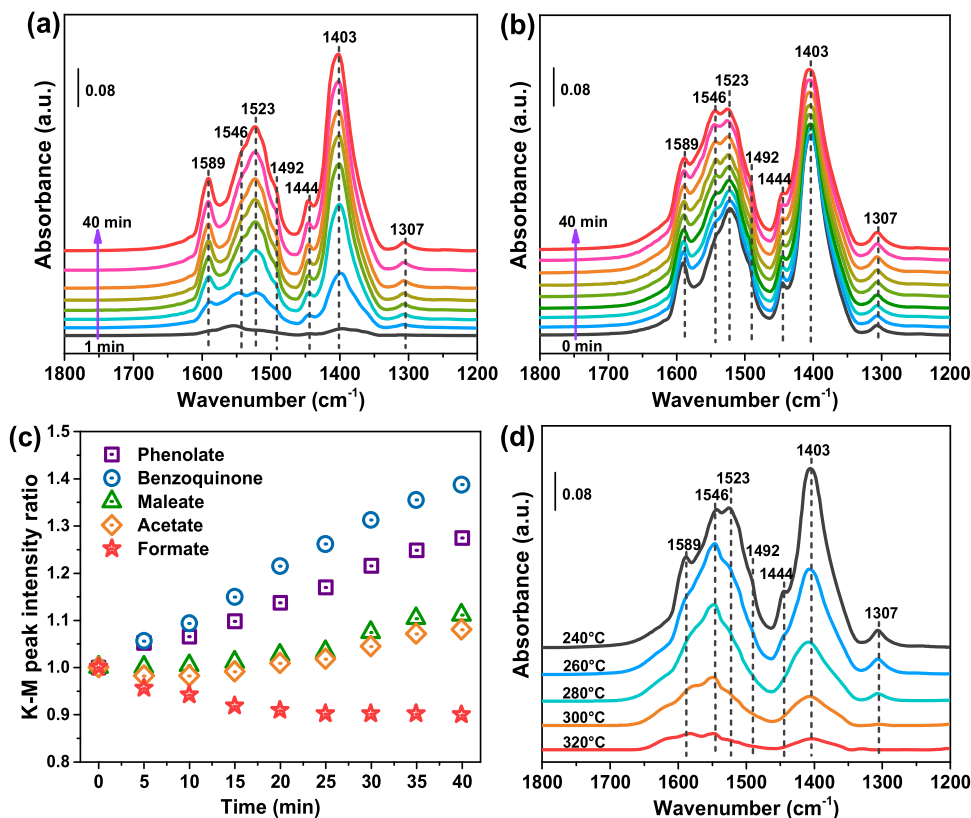 (a)
0.08
1403
1523
1546
1589
1492
1444
1307
40 min
1 min
Absorbance (a.u.)
1800 1700 1600 1500 1400 1300 1200
Wavenumber (cm⁻¹)
(b)
0.08
1403
1523
1546
1589
1492
1444
1307
40 min
0 min
Absorbance (a.u.)
1800 1700 1600 1500 1400 1300 1200
Wavenumber (cm⁻¹)
(c)
1.5
1.4
1.3
1.2
1.1
1.0
0.9
0.8
K-M peak intensity ratio
Phenolate
Benzoquinone
Maleate
Acetate
Formate
0 5 10 15 20 25 30 35 40
Time (min)
(d)
0.08
1403
1523
1546
1589
1492
1444
1307
240°C
260°C
280°C
300°C
320°C
Absorbance (a.u.)
1800 1700 1600 1500 1400 1300 1200
Wavenumber (cm⁻¹)